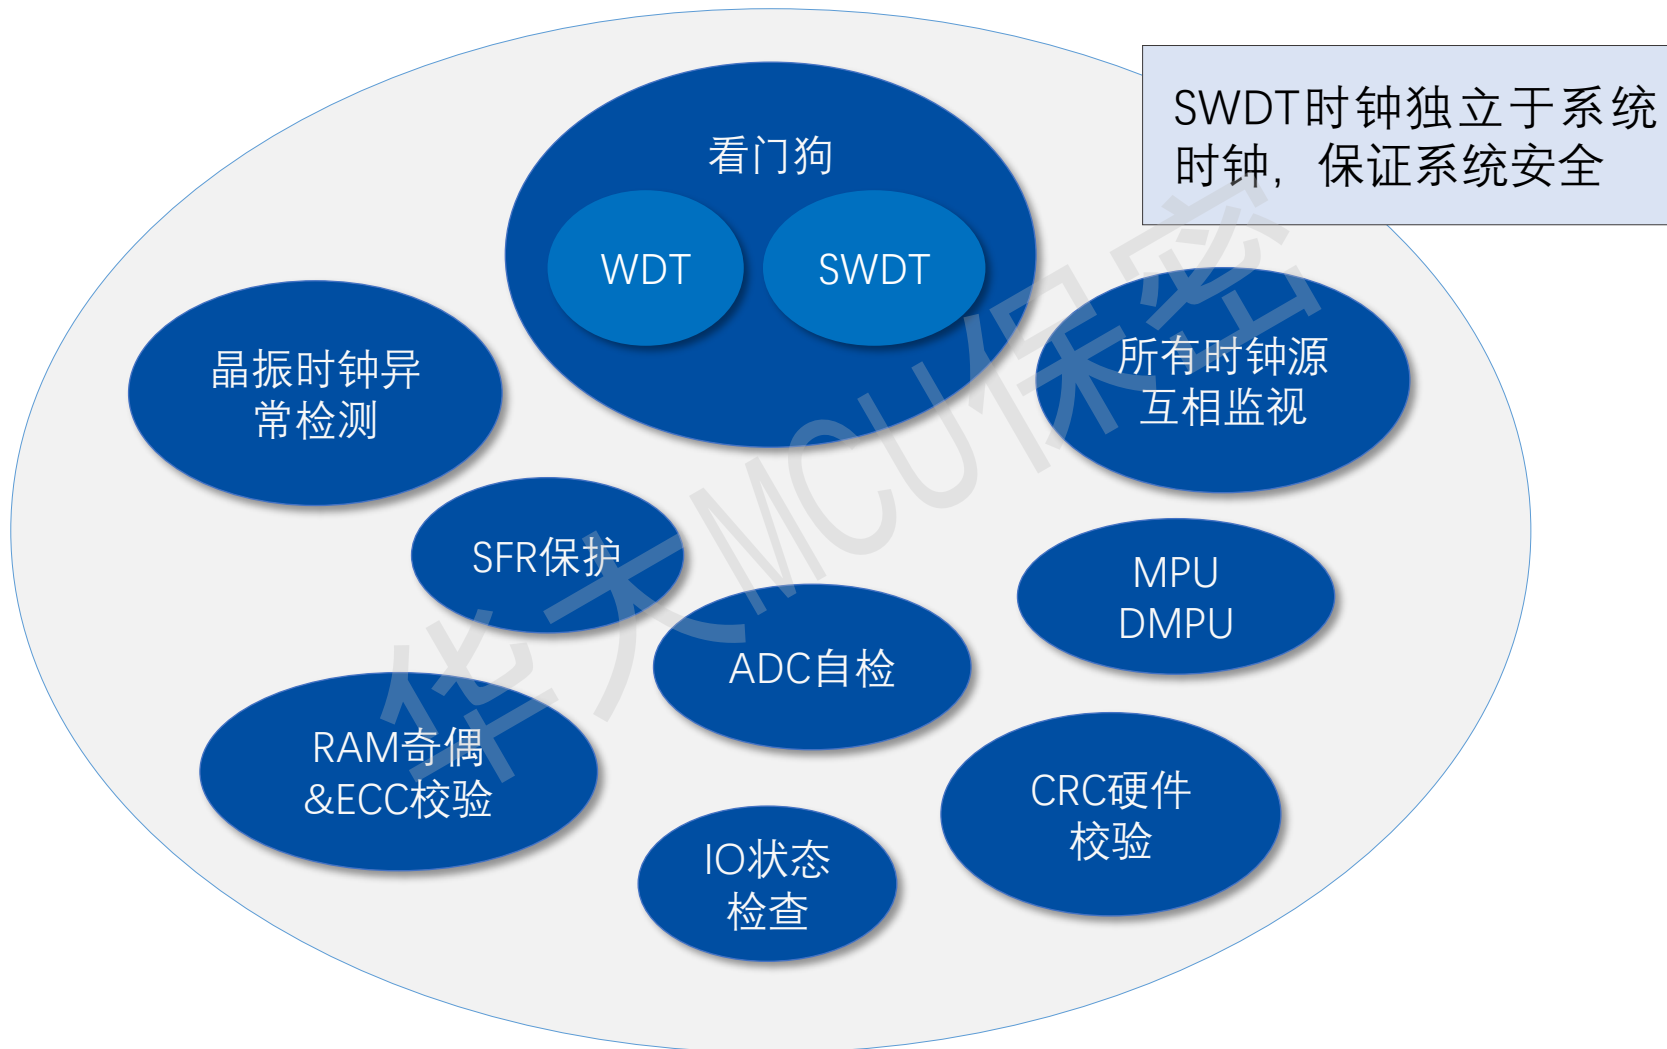 SWDT时钟独立于系统
时钟，保证系统安全
看门狗
WDT
SWDT
晶振时钟异
常检测
所有时钟源
互相监视
SFR保护
MPU
DMPU
ADC自检
RAM奇偶
&ECC校验
CRC硬件
校验
IO状态
检查
华大MCU保密